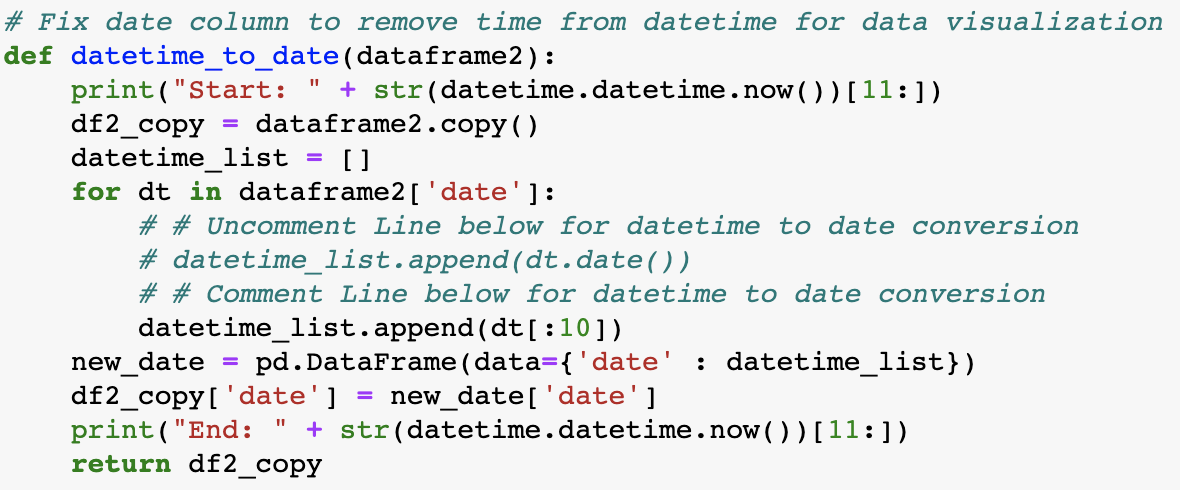 # Fix date column to remove time from datetime for data visualization
def datetime_to_date(dataframe2):
    print("Start: " + str(datetime.datetime.now())[11:])
    df2_copy = dataframe2.copy()
    datetime_list = []
    for dt in dataframe2['date']:
        # # Uncomment Line below for datetime to date conversion
        # datetime_list.append(dt.date())
        # # Comment Line below for datetime to date conversion
        datetime_list.append(dt[:10])
    new_date = pd.DataFrame(data={'date' : datetime_list})
    df2_copy['date'] = new_date['date']
    print("End: " + str(datetime.datetime.now())[11:])
    return df2_copy